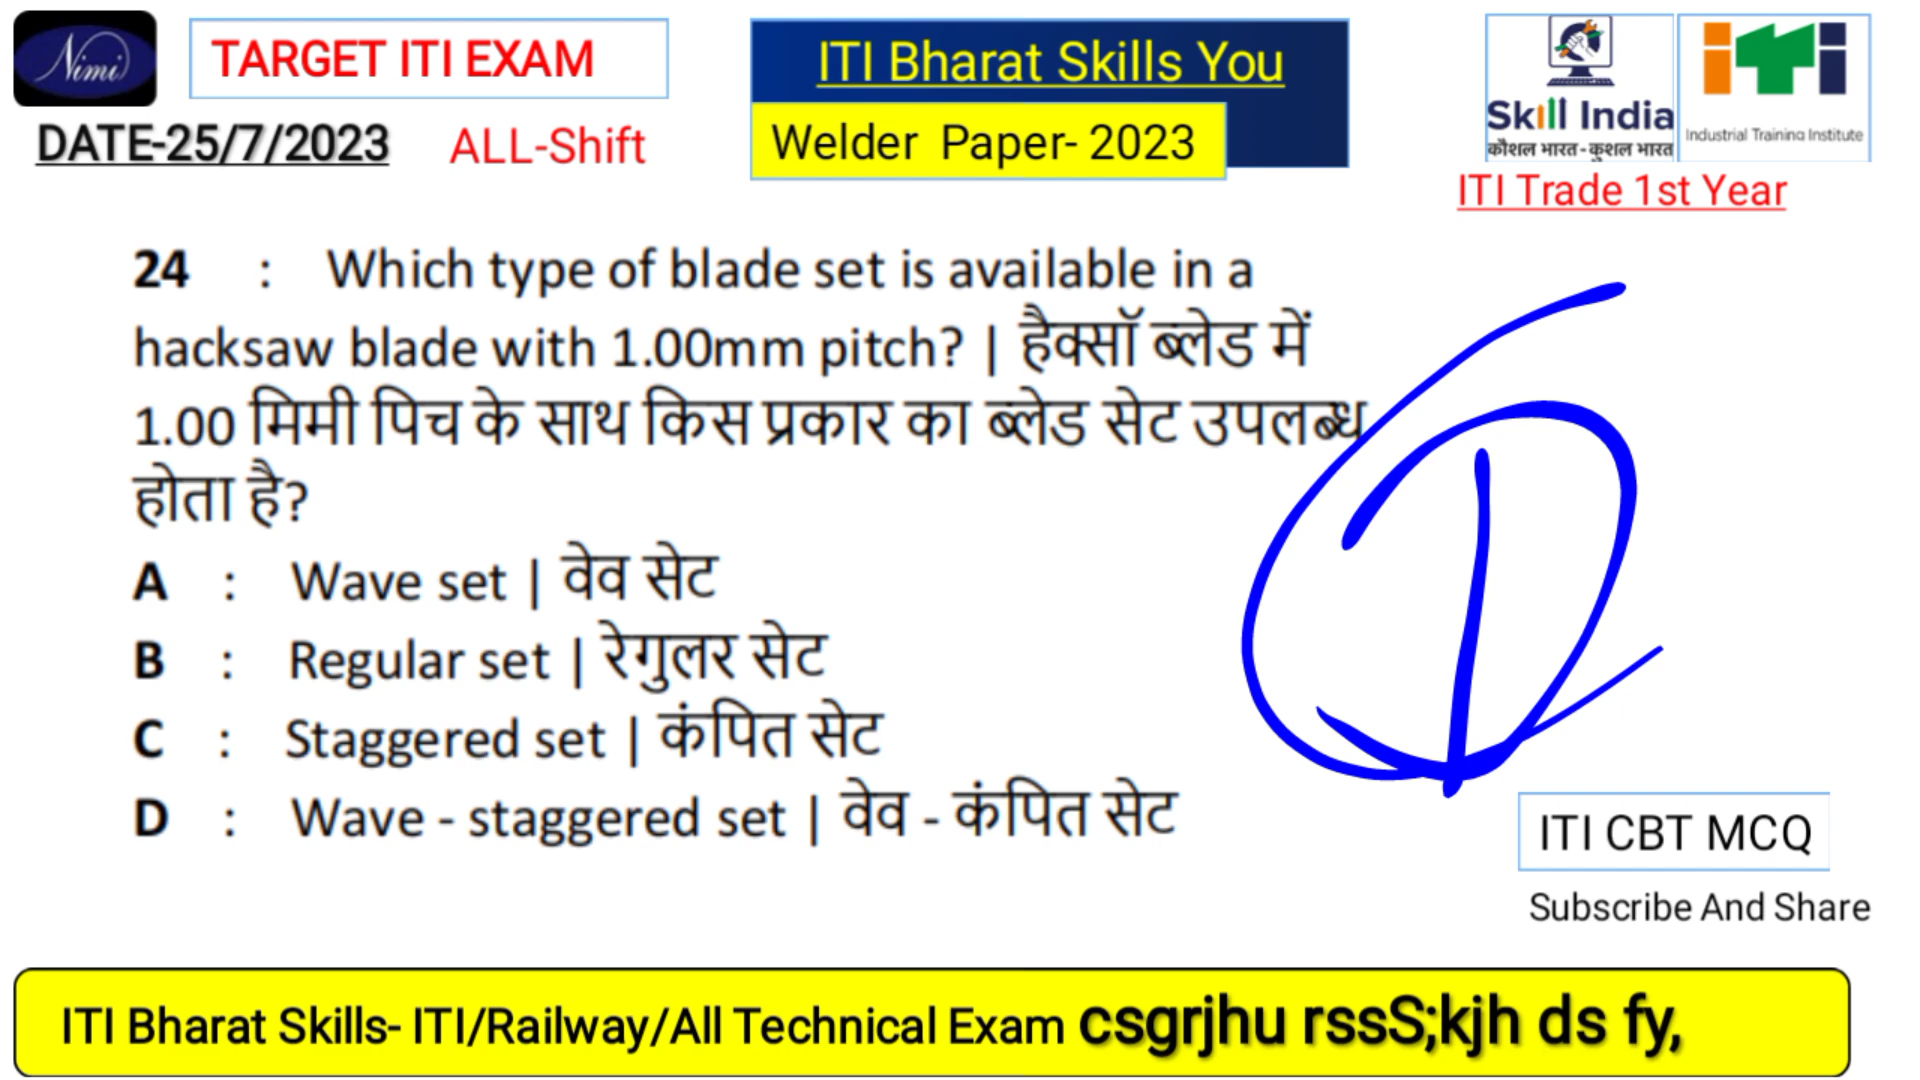 Nimi
TARGET ITI EXAM
ITI Bharat Skills You
Skill India
कौशल भारत - कुशल भारत
iTi
Industrial Training Institute
DATE-25/7/2023 ALL-Shift
Welder Paper- 2023
ITI Trade 1st Year
24 : Which type of blade set is available in a
hacksaw blade with 1.00mm pitch? | हैक्सॉ ब्लेड में
1.00 मिमी पिच के साथ किस प्रकार का ब्लेड सेट उपलब्ध
होता है?
A : Wave set | वेव सेट
B : Regular set | रेगुलर सेट
C : Staggered set | कंपित सेट
D : Wave - staggered set | वेव - कंपित सेट
D
ITI CBT MCQ
Subscribe And Share
ITI Bharat Skills- ITI/Railway/All Technical Exam csgrjhu rssS;kjh ds fy,